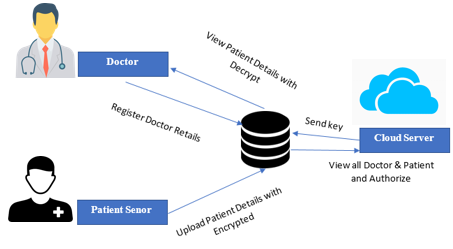 Doctor
View Patient Details with
Decrypt
Register Doctor Retails
Send key
Cloud Server
View all Doctor & Patient
and Authorize
Patient Senor
Upload Patient Details with
Encrypted